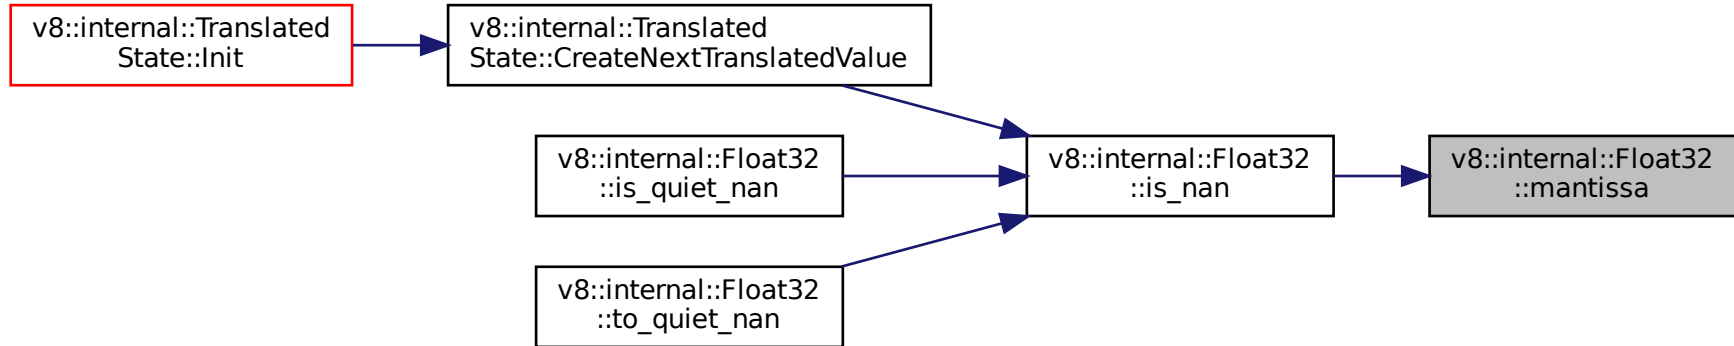 v8::internal::Translated
State::Init
v8::internal::Translated
State::CreateNextTranslatedValue
v8::internal::Float32
::is_quiet_nan
v8::internal::Float32
::is_nan
v8::internal::Float32
::mantissa
v8::internal::Float32
::to_quiet_nan